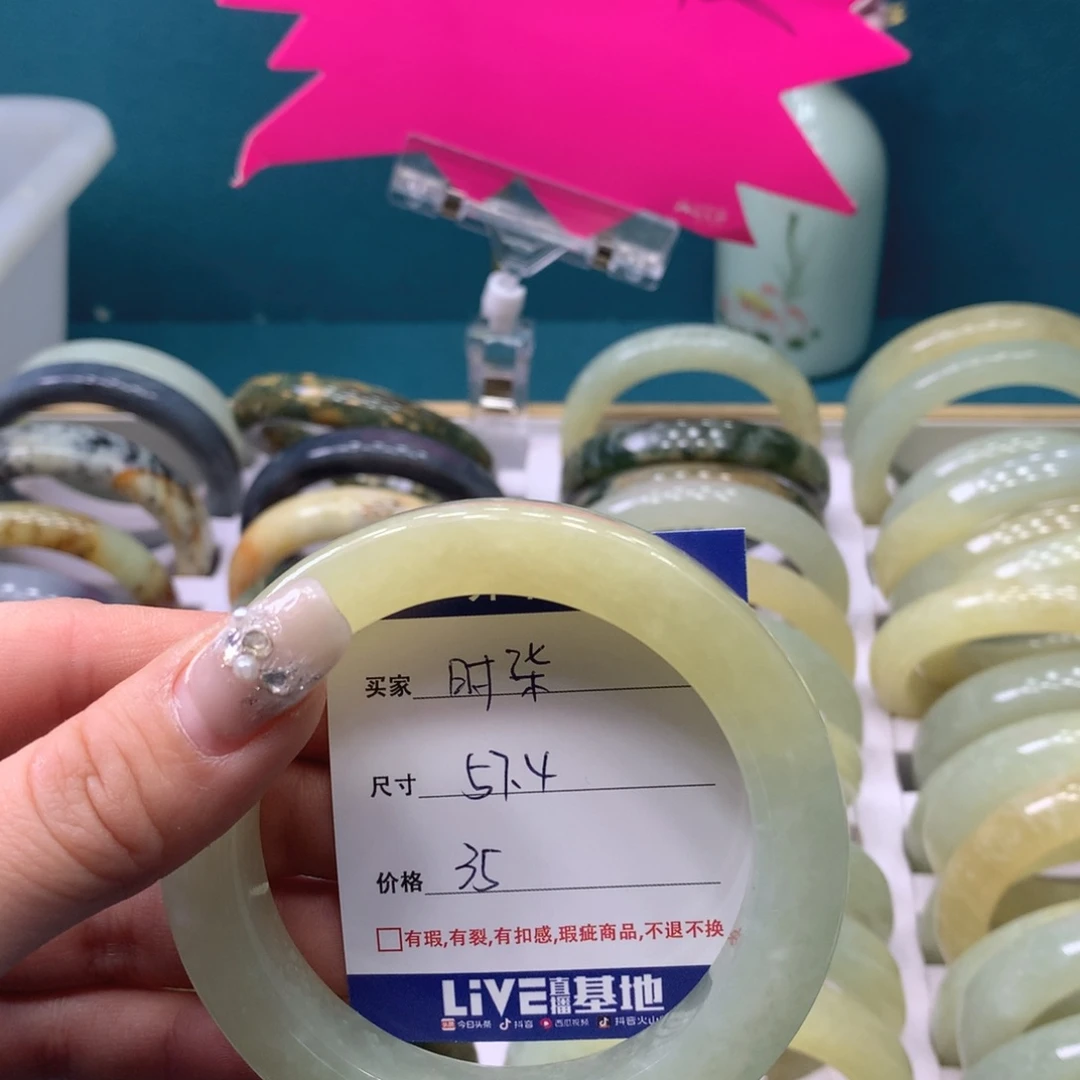 买家 时柒
尺寸 57.4
价格 35
有瑕,有裂,有扣感,瑕疵商品,不退不换
LiVE直播基地
今日头条 抖音 西瓜视频 抖音火山